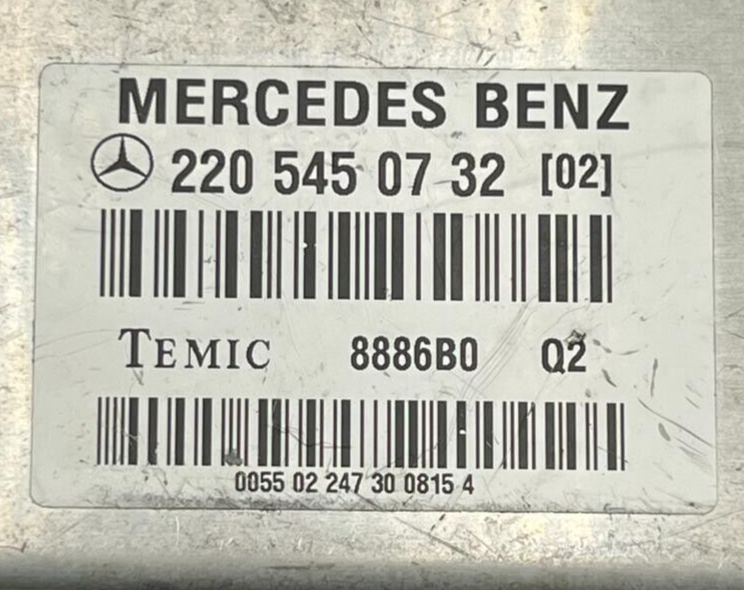 MERCEDES BENZ
220 545 07 32 [02]
TEMIC 8886B0 Q2
0055 02 247 30 0815 4